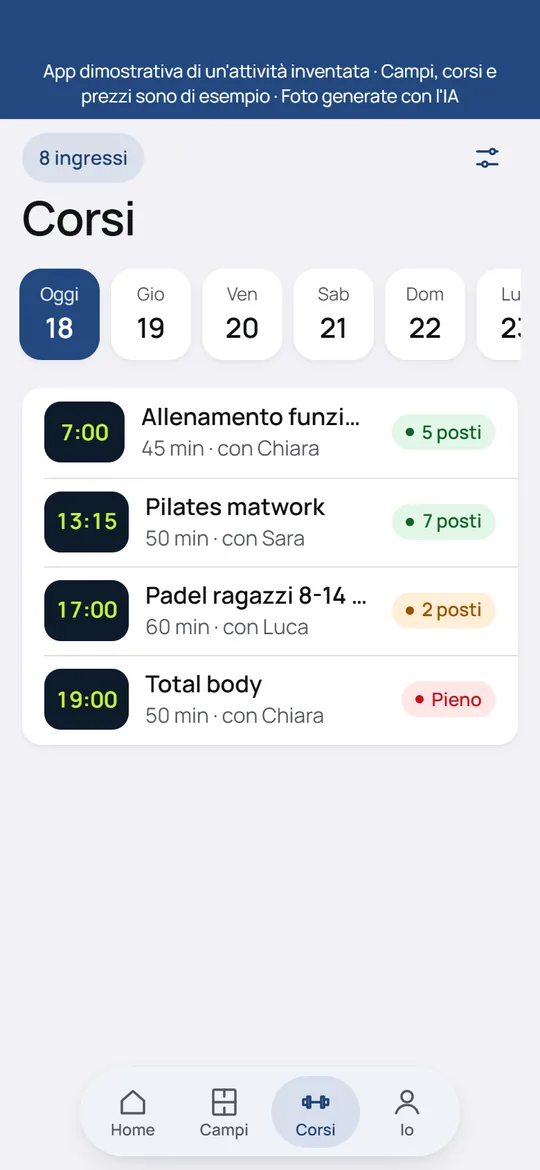 App dimostrativa di un'attività inventata · Campi, corsi e
prezzi sono di esempio · Foto generate con l'IA
8 ingressi
Corsi
Oggi
18
Gio
19
Ven
20
Sab
21
Dom
22
Lu
23
7:00
Allenamento funzi...
45 min · con Chiara
5 posti
13:15
Pilates matwork
50 min · con Sara
7 posti
17:00
Padel ragazzi 8-14 ...
60 min · con Luca
2 posti
19:00
Total body
50 min · con Chiara
Pieno
Home
Campi
Corsi
Io